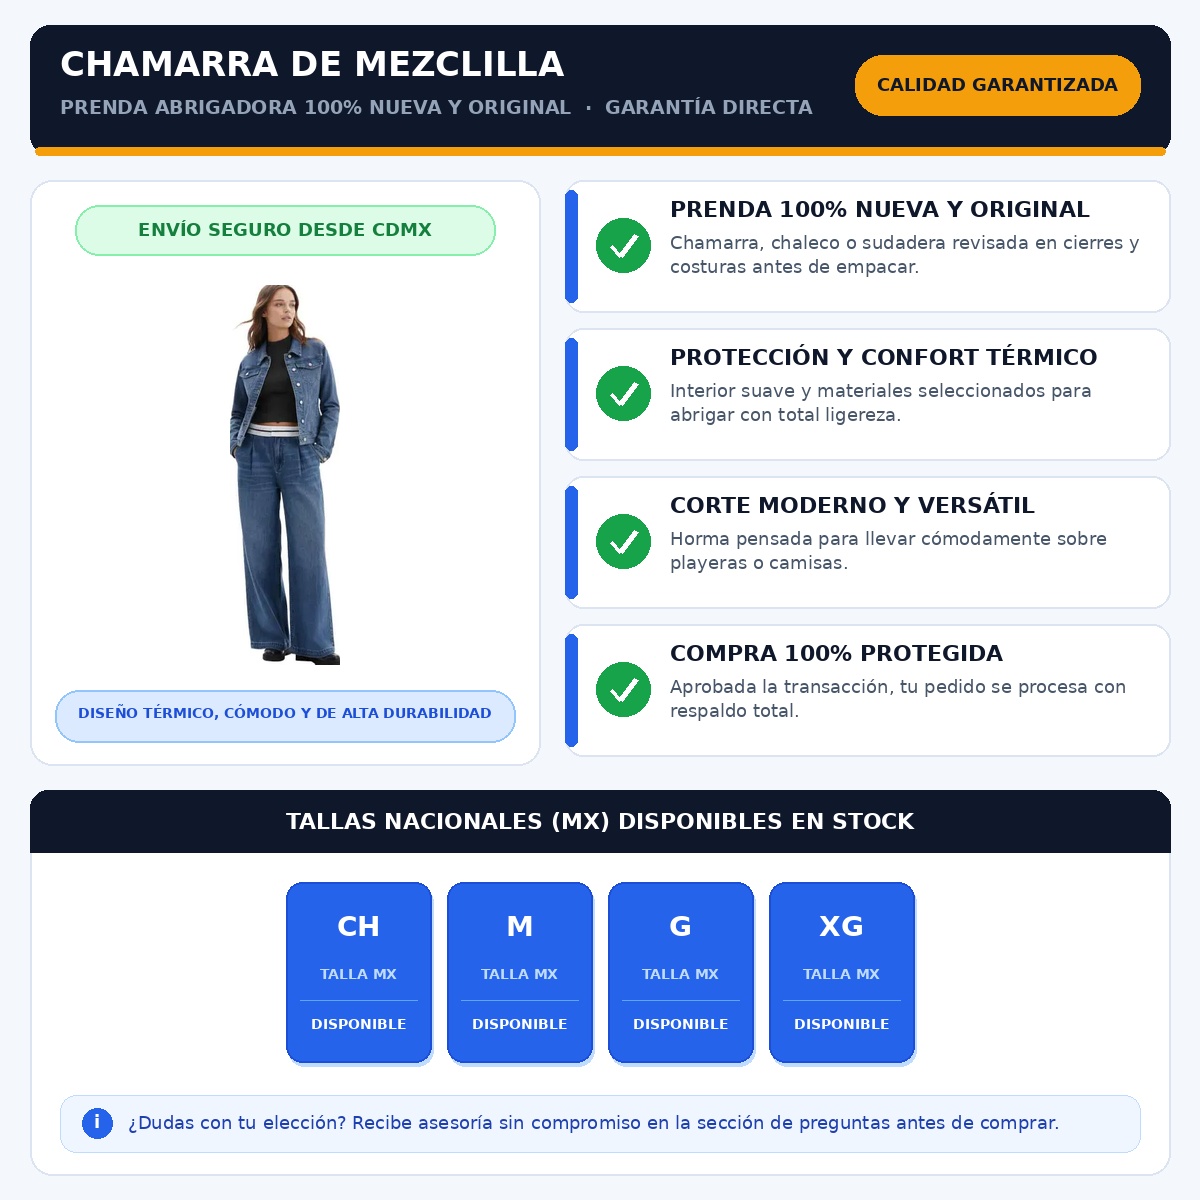 CHAMARRA DE MEZCLILLA
PRENDA ABRIGADORA 100% NUEVA Y ORIGINAL · GARANTÍA DIRECTA
CALIDAD GARANTIZADA
ENVÍO SEGURO DESDE CDMX
DISEÑO TÉRMICO, CÓMODO Y DE ALTA DURABILIDAD
PRENDA 100% NUEVA Y ORIGINAL
Chamarra, chaleco o sudadera revisada en cierres y
costuras antes de empacar.
PROTECCIÓN Y CONFORT TÉRMICO
Interior suave y materiales seleccionados para
abrigar con total ligereza.
CORTE MODERNO Y VERSÁTIL
Horma pensada para llevar cómodamente sobre
playeras o camisas.
COMPRA 100% PROTEGIDA
Aprobada la transacción, tu pedido se procesa con
respaldo total.
TALLAS NACIONALES (MX) DISPONIBLES EN STOCK
CH
TALLA MX
DISPONIBLE
M
TALLA MX
DISPONIBLE
G
TALLA MX
DISPONIBLE
XG
TALLA MX
DISPONIBLE
i ¿Dudas con tu elección? Recibe asesoría sin compromiso en la sección de preguntas antes de comprar.